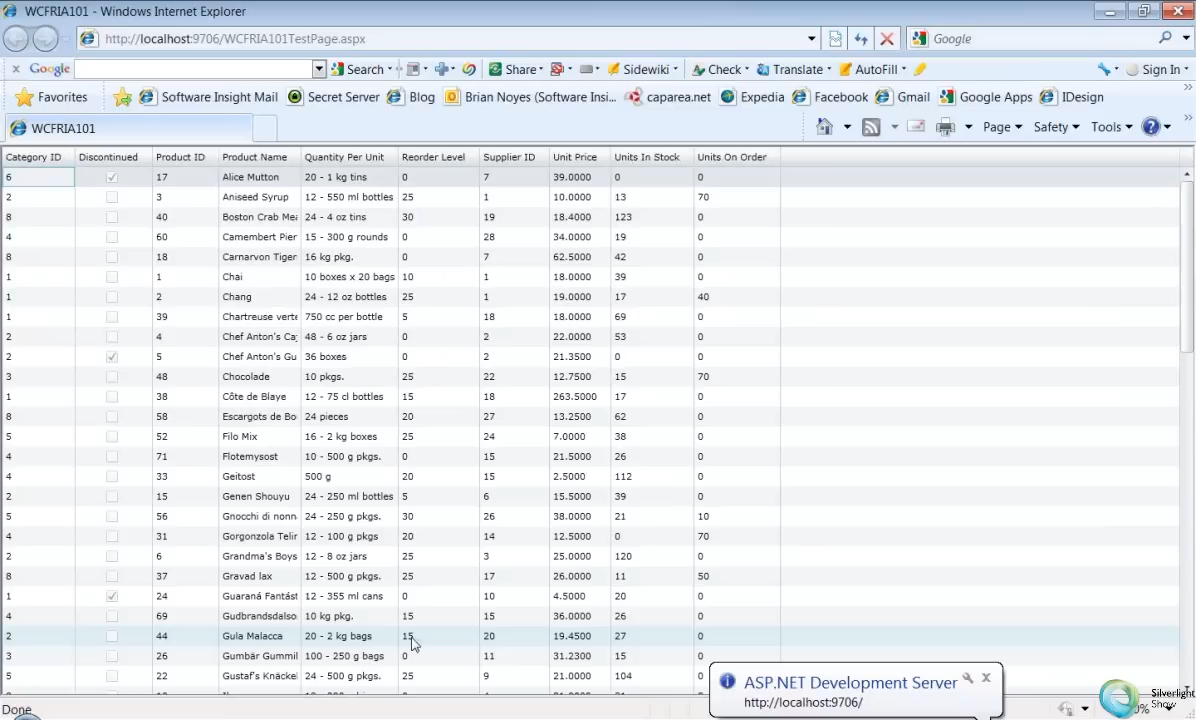 WCFRIA101 - Windows Internet Explorer
http://localhost:9706/WCFRIA101TestPage.aspx
Google
x Google Search Share Sidewiki Check Translate AutoFill Sign In
Favorites Software Insight Mail Secret Server Blog Brian Noyes (Software Insi... caparea.net Expedia Facebook Gmail Google Apps IDesign
WCFRIA101 Page Safety Tools
Category ID Discontinued Product ID Product Name Quantity Per Unit Reorder Level Supplier ID Unit Price Units In Stock Units On Order
6 17 Alice Mutton 20 - 1 kg tins 0 7 39.0000 0 0
2 3 Aniseed Syrup 12 - 550 ml bottles 25 1 10.0000 13 70
8 40 Boston Crab Mea 24 - 4 oz tins 30 19 18.4000 123 0
4 60 Camembert Pier 15 - 300 g rounds 0 28 34.0000 19 0
8 18 Carnarvon Tiger 16 kg pkg. 0 7 62.5000 42 0
1 1 Chai 10 boxes x 20 bags 10 1 18.0000 39 0
1 2 Chang 24 - 12 oz bottles 25 1 19.0000 17 40
1 39 Chartreuse verte 750 cc per bottle 5 18 18.0000 69 0
2 4 Chef Anton's Caj 48 - 6 oz jars 0 2 22.0000 53 0
2 5 Chef Anton's Gu 36 boxes 0 2 21.3500 0 0
3 48 Chocolade 10 pkgs. 25 22 12.7500 15 70
1 38 Côte de Blaye 12 - 75 cl bottles 15 18 263.5000 17 0
8 58 Escargots de Bo 24 pieces 20 27 13.2500 62 0
5 52 Filo Mix 16 - 2 kg boxes 25 24 7.0000 38 0
4 71 Flotemysost 10 - 500 g pkgs. 0 15 21.5000 26 0
4 33 Geitost 500 g 20 15 2.5000 112 0
2 15 Genen Shouyu 24 - 250 ml bottles 5 6 15.5000 39 0
5 56 Gnocchi di nonn 24 - 250 g pkgs. 30 26 38.0000 21 10
4 31 Gorgonzola Telir 12 - 100 g pkgs 20 14 12.5000 0 70
2 6 Grandma's Boys 12 - 8 oz jars 25 3 25.0000 120 0
8 37 Gravad lax 12 - 500 g pkgs. 25 17 26.0000 11 50
1 24 Guaraná Fantást 12 - 355 ml cans 0 10 4.5000 20 0
4 69 Gudbrandsdalso 10 kg pkg. 15 15 36.0000 26 0
2 44 Gula Malacca 20 - 2 kg bags 15 20 19.4500 27 0
3 26 Gumbär Gummil 100 - 250 g bags 0 11 31.2300 15 0
5 22 Gustaf's Knäckel 24 - 500 g pkgs. 25 9 21.0000 104
ASP.NET Development Server
http://localhost:9706/
Done
Silverlight
Show